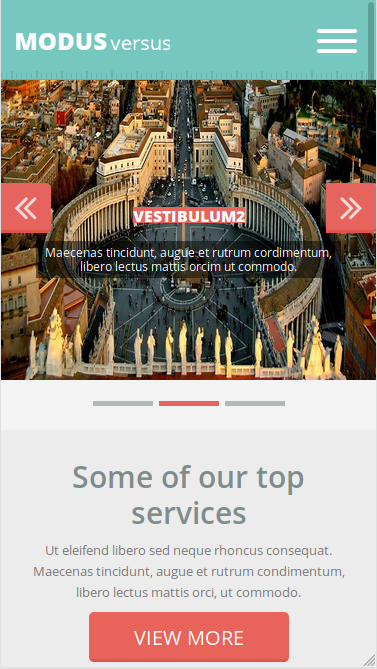 MODUS versus
VESTIBULUM2
Maecenas tincidunt, augue et rutrum condimentum,
libero lectus mattis orcim ut commodo.
Some of our top
services
Ut eleifend libero sed neque rhoncus consequat.
Maecenas tincidunt, augue et rutrum condimentum,
libero lectus mattis orci, ut commodo.
VIEW MORE